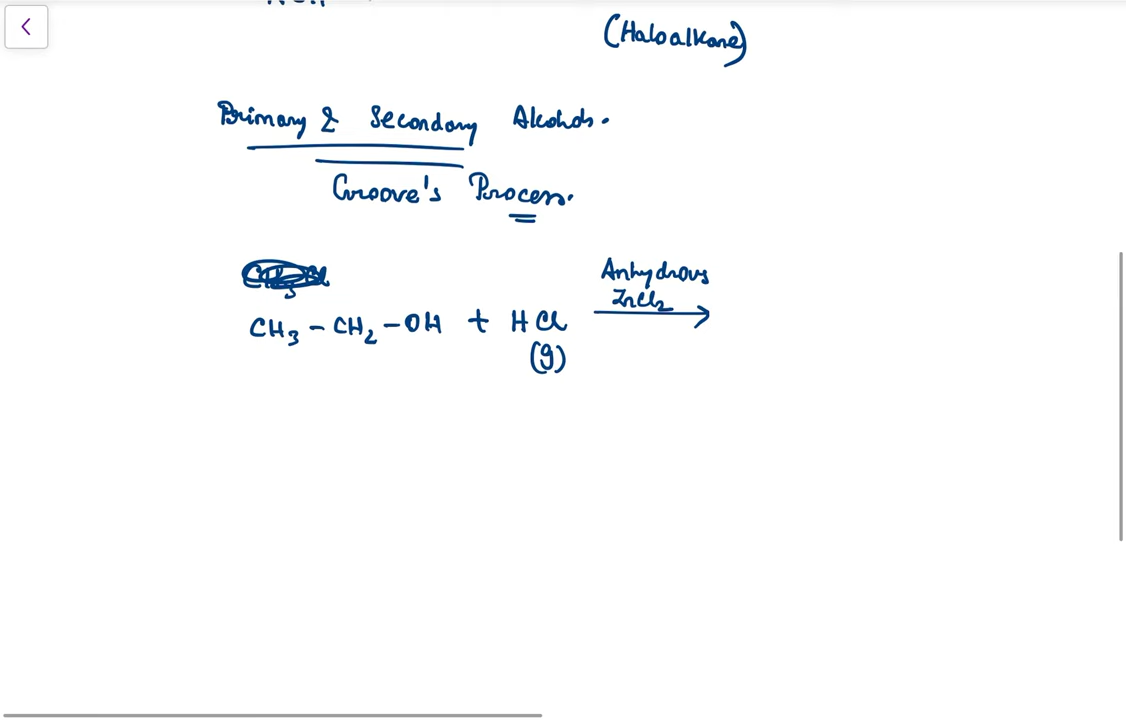 (Haloalkane)
Primary & Secondary Alcohols.
Groove's Process.
CH3 - CH2 - OH + HCl Anhydrous ZnCl2 →
(g)